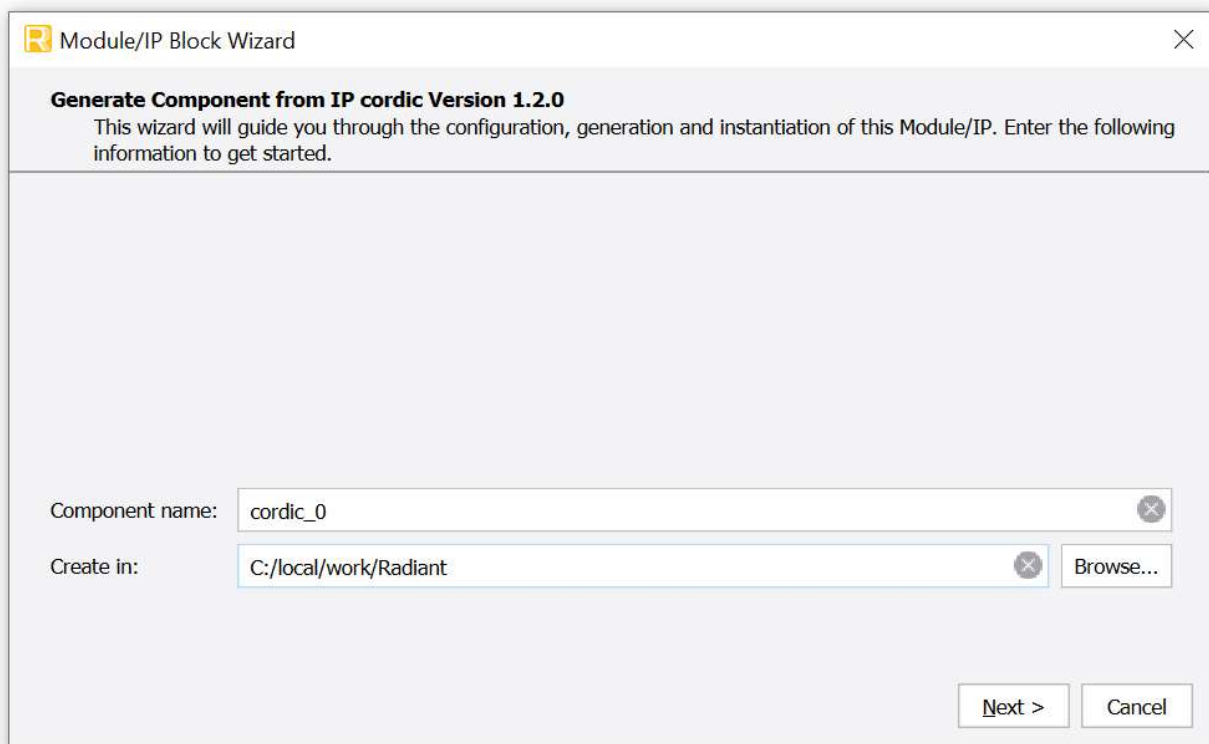 Module/IP Block Wizard
Generate Component from IP cordic Version 1.2.0
This wizard will guide you through the configuration, generation and instantiation of this Module/IP. Enter the following
information to get started.
Component name: cordic_0
Create in: C:/local/work/Radiant Browse...
Next > Cancel